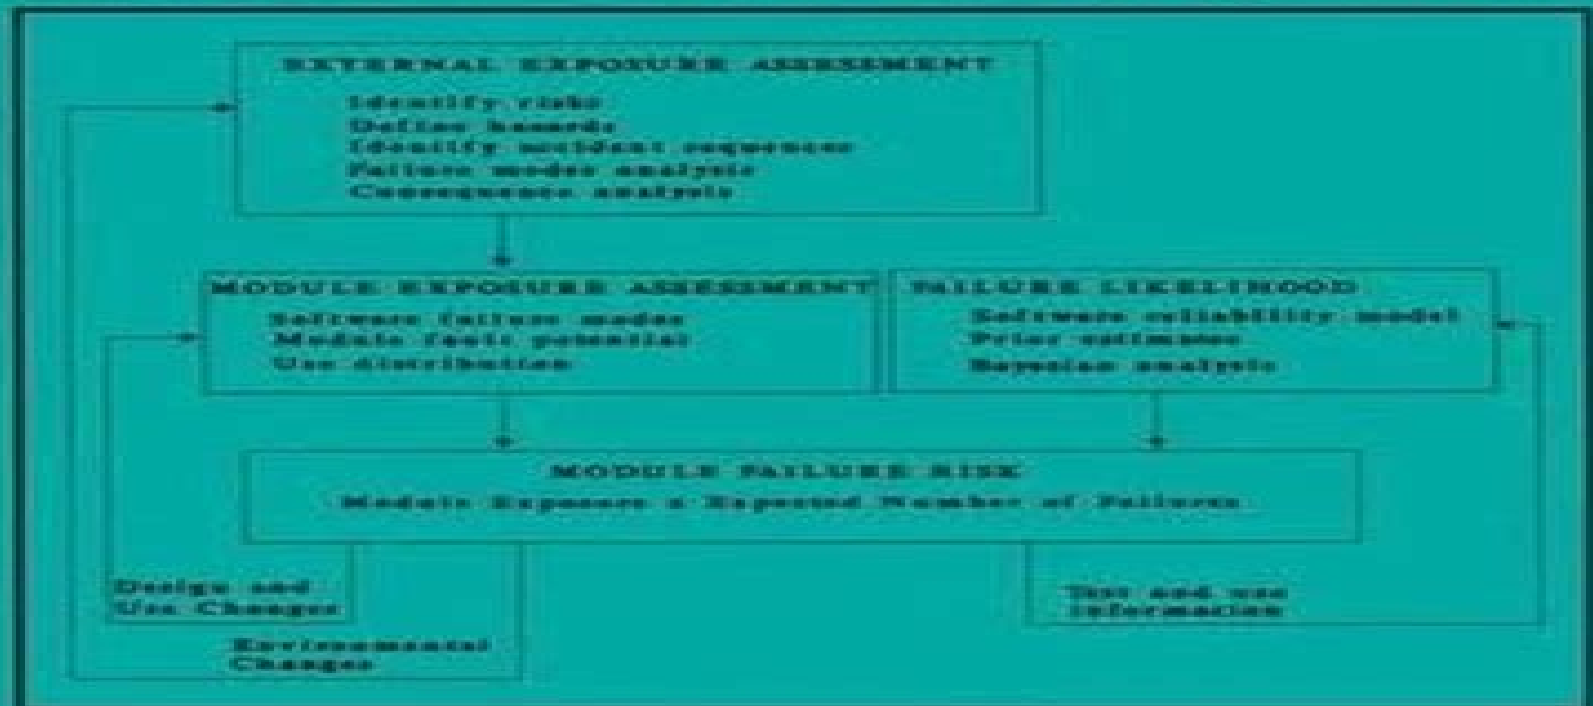 EXTERNAL EXPOSURE ASSESSMENT
Identify risks
Define hazards
Identify accident sequences
Failure modes analysis
Consequence analysis
MODULE EXPOSURE ASSESSMENT
Software failure modes
Module fault potential
Use distribution
FAILURE LIKELIHOOD
Software reliability model
Prior estimates
Bayesian analysis
MODULE FAILURE RISK
Module Exposure x Expected Number of Failures
Design and
Use Changes
Environmental
Changes
Test and use
information